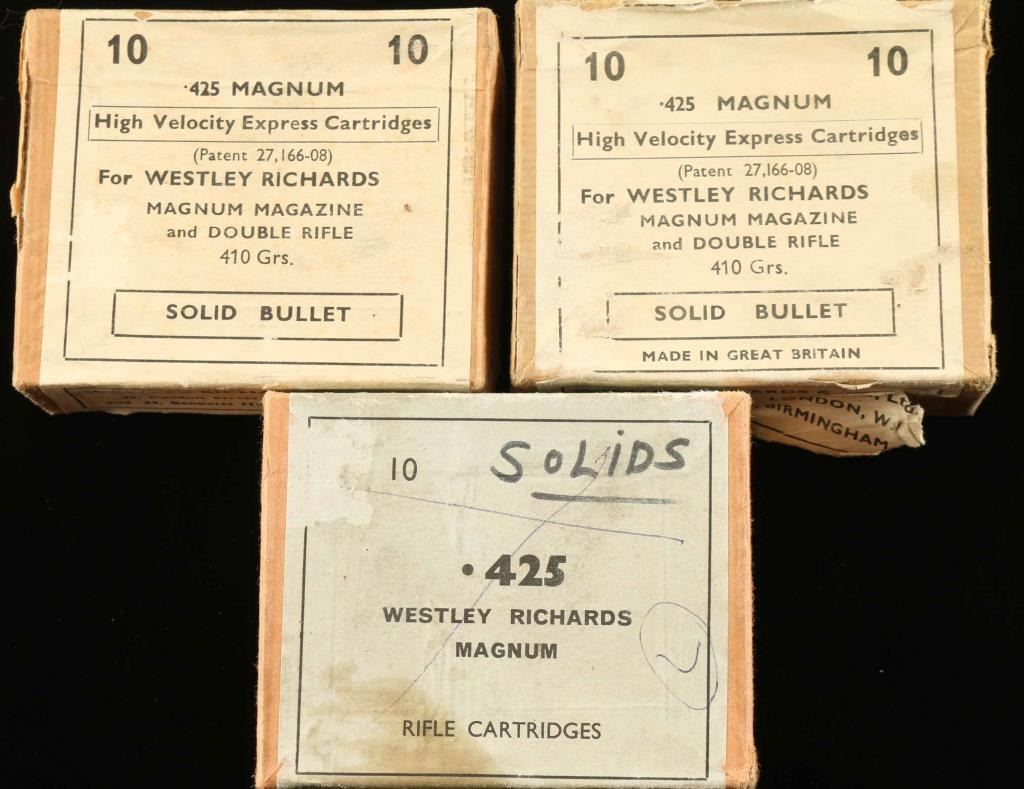 10 10
·425 MAGNUM
High Velocity Express Cartridges
(Patent 27,166-08)
For WESTLEY RICHARDS
MAGNUM MAGAZINE
and DOUBLE RIFLE
410 Grs.
SOLID BULLET
10 10
·425 MAGNUM
High Velocity Express Cartridges
(Patent 27,166-08)
For WESTLEY RICHARDS
MAGNUM MAGAZINE
and DOUBLE RIFLE
410 Grs.
SOLID BULLET
MADE IN GREAT BRITAIN
Ltd
LONDON, W.1
BIRMINGHAM
10 SOLIDS
·425
WESTLEY RICHARDS
MAGNUM
RIFLE CARTRIDGES